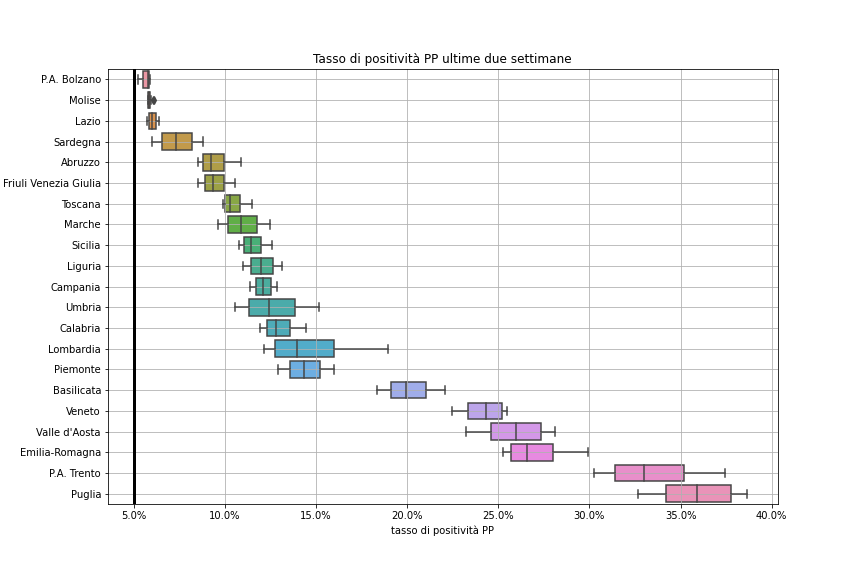 Tasso di positività PP ultime due settimane
P.A. Bolzano
Molise
Lazio
Sardegna
Abruzzo
Friuli Venezia Giulia
Toscana
Marche
Sicilia
Liguria
Campania
Umbria
Calabria
Lombardia
Piemonte
Basilicata
Veneto
Valle d'Aosta
Emilia-Romagna
P.A. Trento
Puglia
5.0% 10.0% 15.0% 20.0% 25.0% 30.0% 35.0% 40.0%
tasso di positività PP